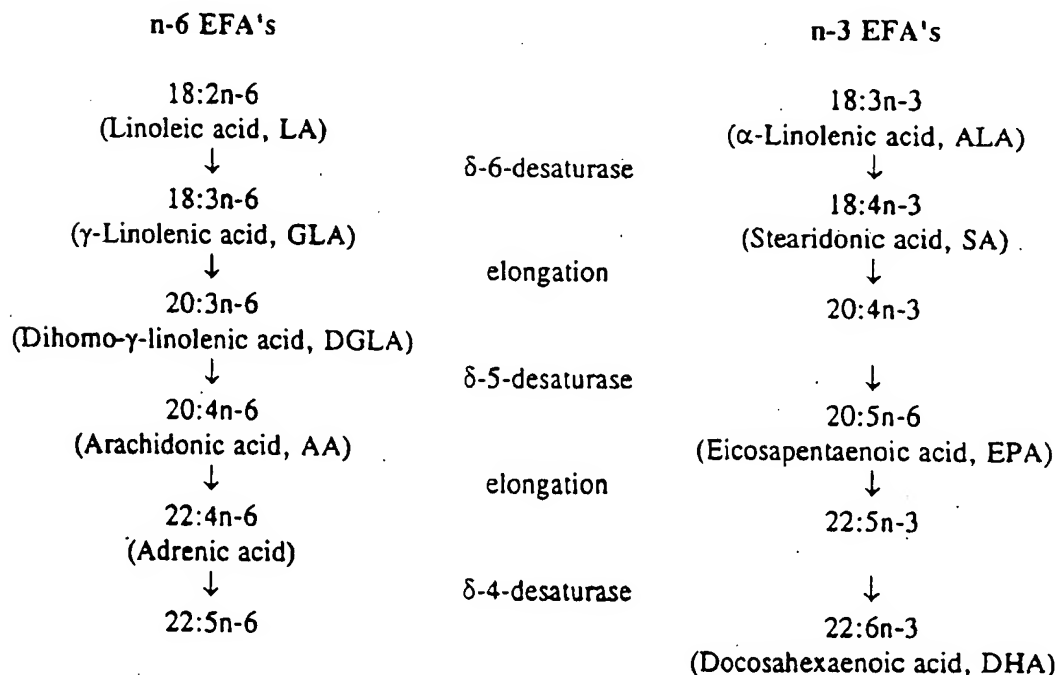 n-6 EFA's
n-3 EFA's
18:2n-6
(Linoleic acid, LA)
18:3n-3
(α-Linolenic acid, ALA)
↓
δ-6-desaturase
↓
18:3n-6
(γ-Linolenic acid, GLA)
18:4n-3
(Stearidonic acid, SA)
↓
elongation
↓
20:3n-6
(Dihomo-γ-linolenic acid, DGLA)
20:4n-3
↓
δ-5-desaturase
↓
20:4n-6
(Arachidonic acid, AA)
20:5n-6
(Eicosapentaenoic acid, EPA)
↓
elongation
↓
22:4n-6
(Adrenic acid)
22:5n-3
↓
δ-4-desaturase
↓
22:5n-6
22:6n-3
(Docosahexaenoic acid, DHA)